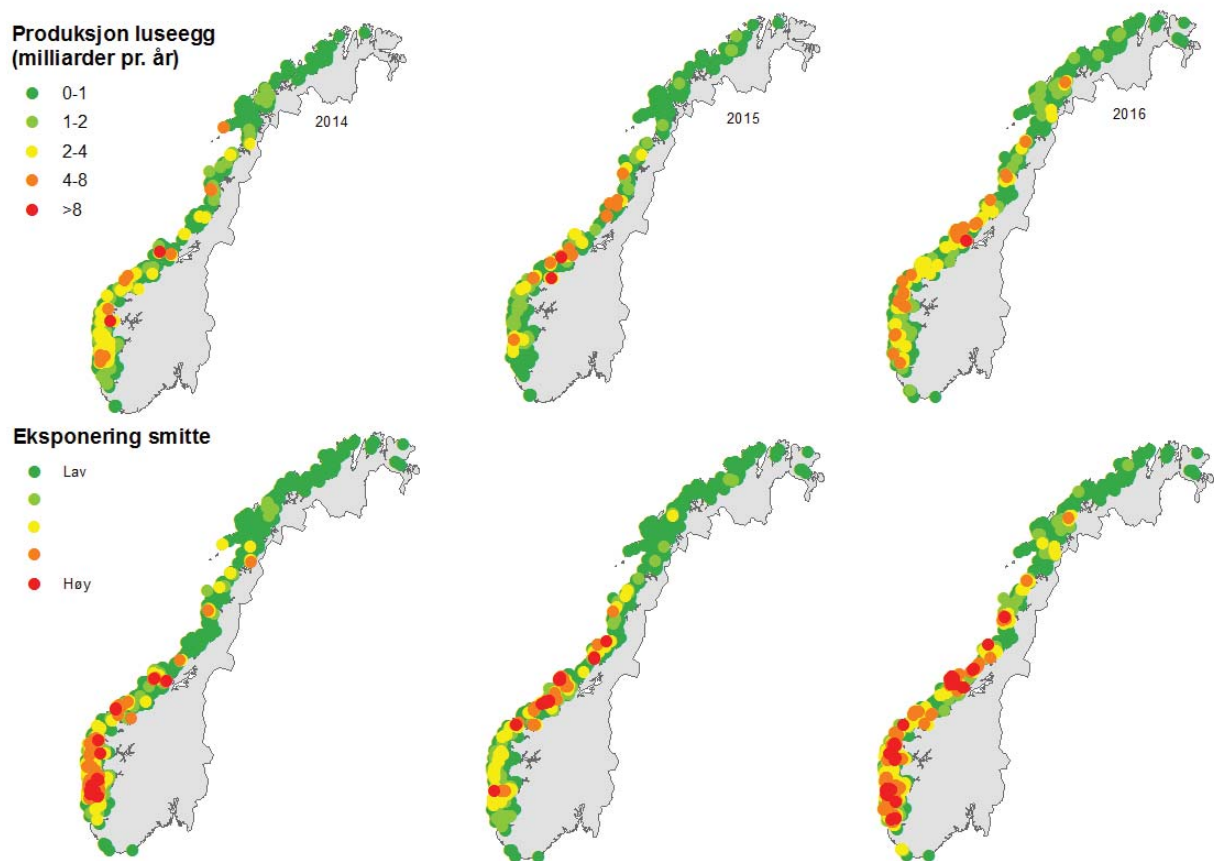 Produksjon luseegg
(milliarder pr. år)
0-1
1-2
2-4
4-8
>8
2014
2015
2016
Eksponering smitte
Lav
Høy